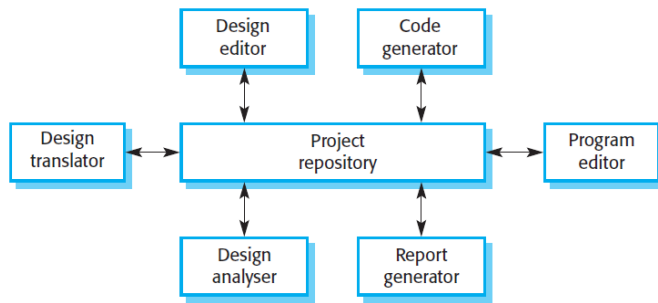 Design
editor
Code
generator
Design
translator
Project
repository
Program
editor
Design
analyser
Report
generator